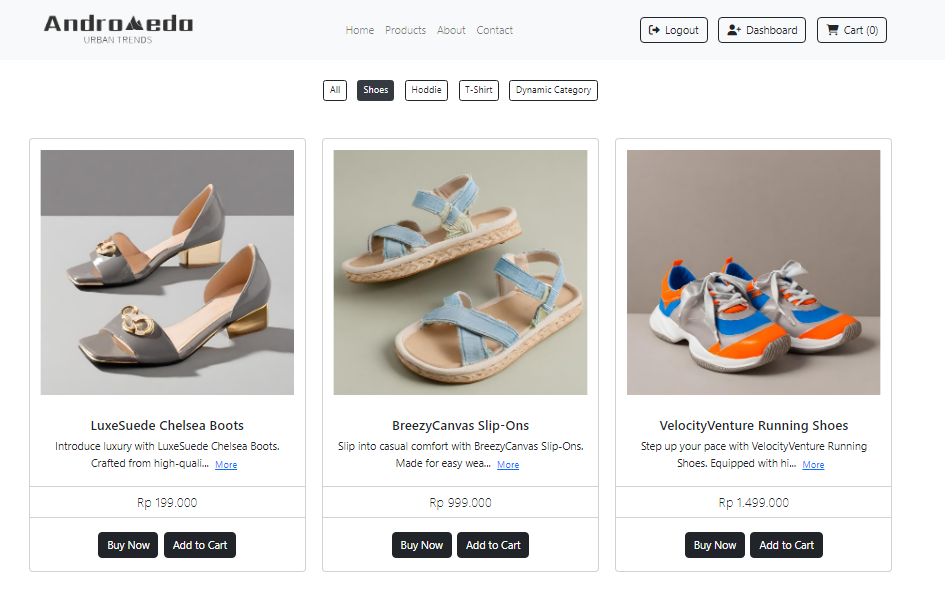 Andromeda
URBAN TRENDS
Home Products About Contact
Logout Dashboard Cart (0)
All Shoes Hoddie T-Shirt Dynamic Category
LuxeSuede Chelsea Boots
Introduce luxury with LuxeSuede Chelsea Boots.
Crafted from high-quali... More
Rp 199.000
Buy Now Add to Cart
BreezyCanvas Slip-Ons
Slip into casual comfort with BreezyCanvas Slip-Ons.
Made for easy wea... More
Rp 999.000
Buy Now Add to Cart
VelocityVenture Running Shoes
Step up your pace with VelocityVenture Running
Shoes. Equipped with hi... More
Rp 1.499.000
Buy Now Add to Cart